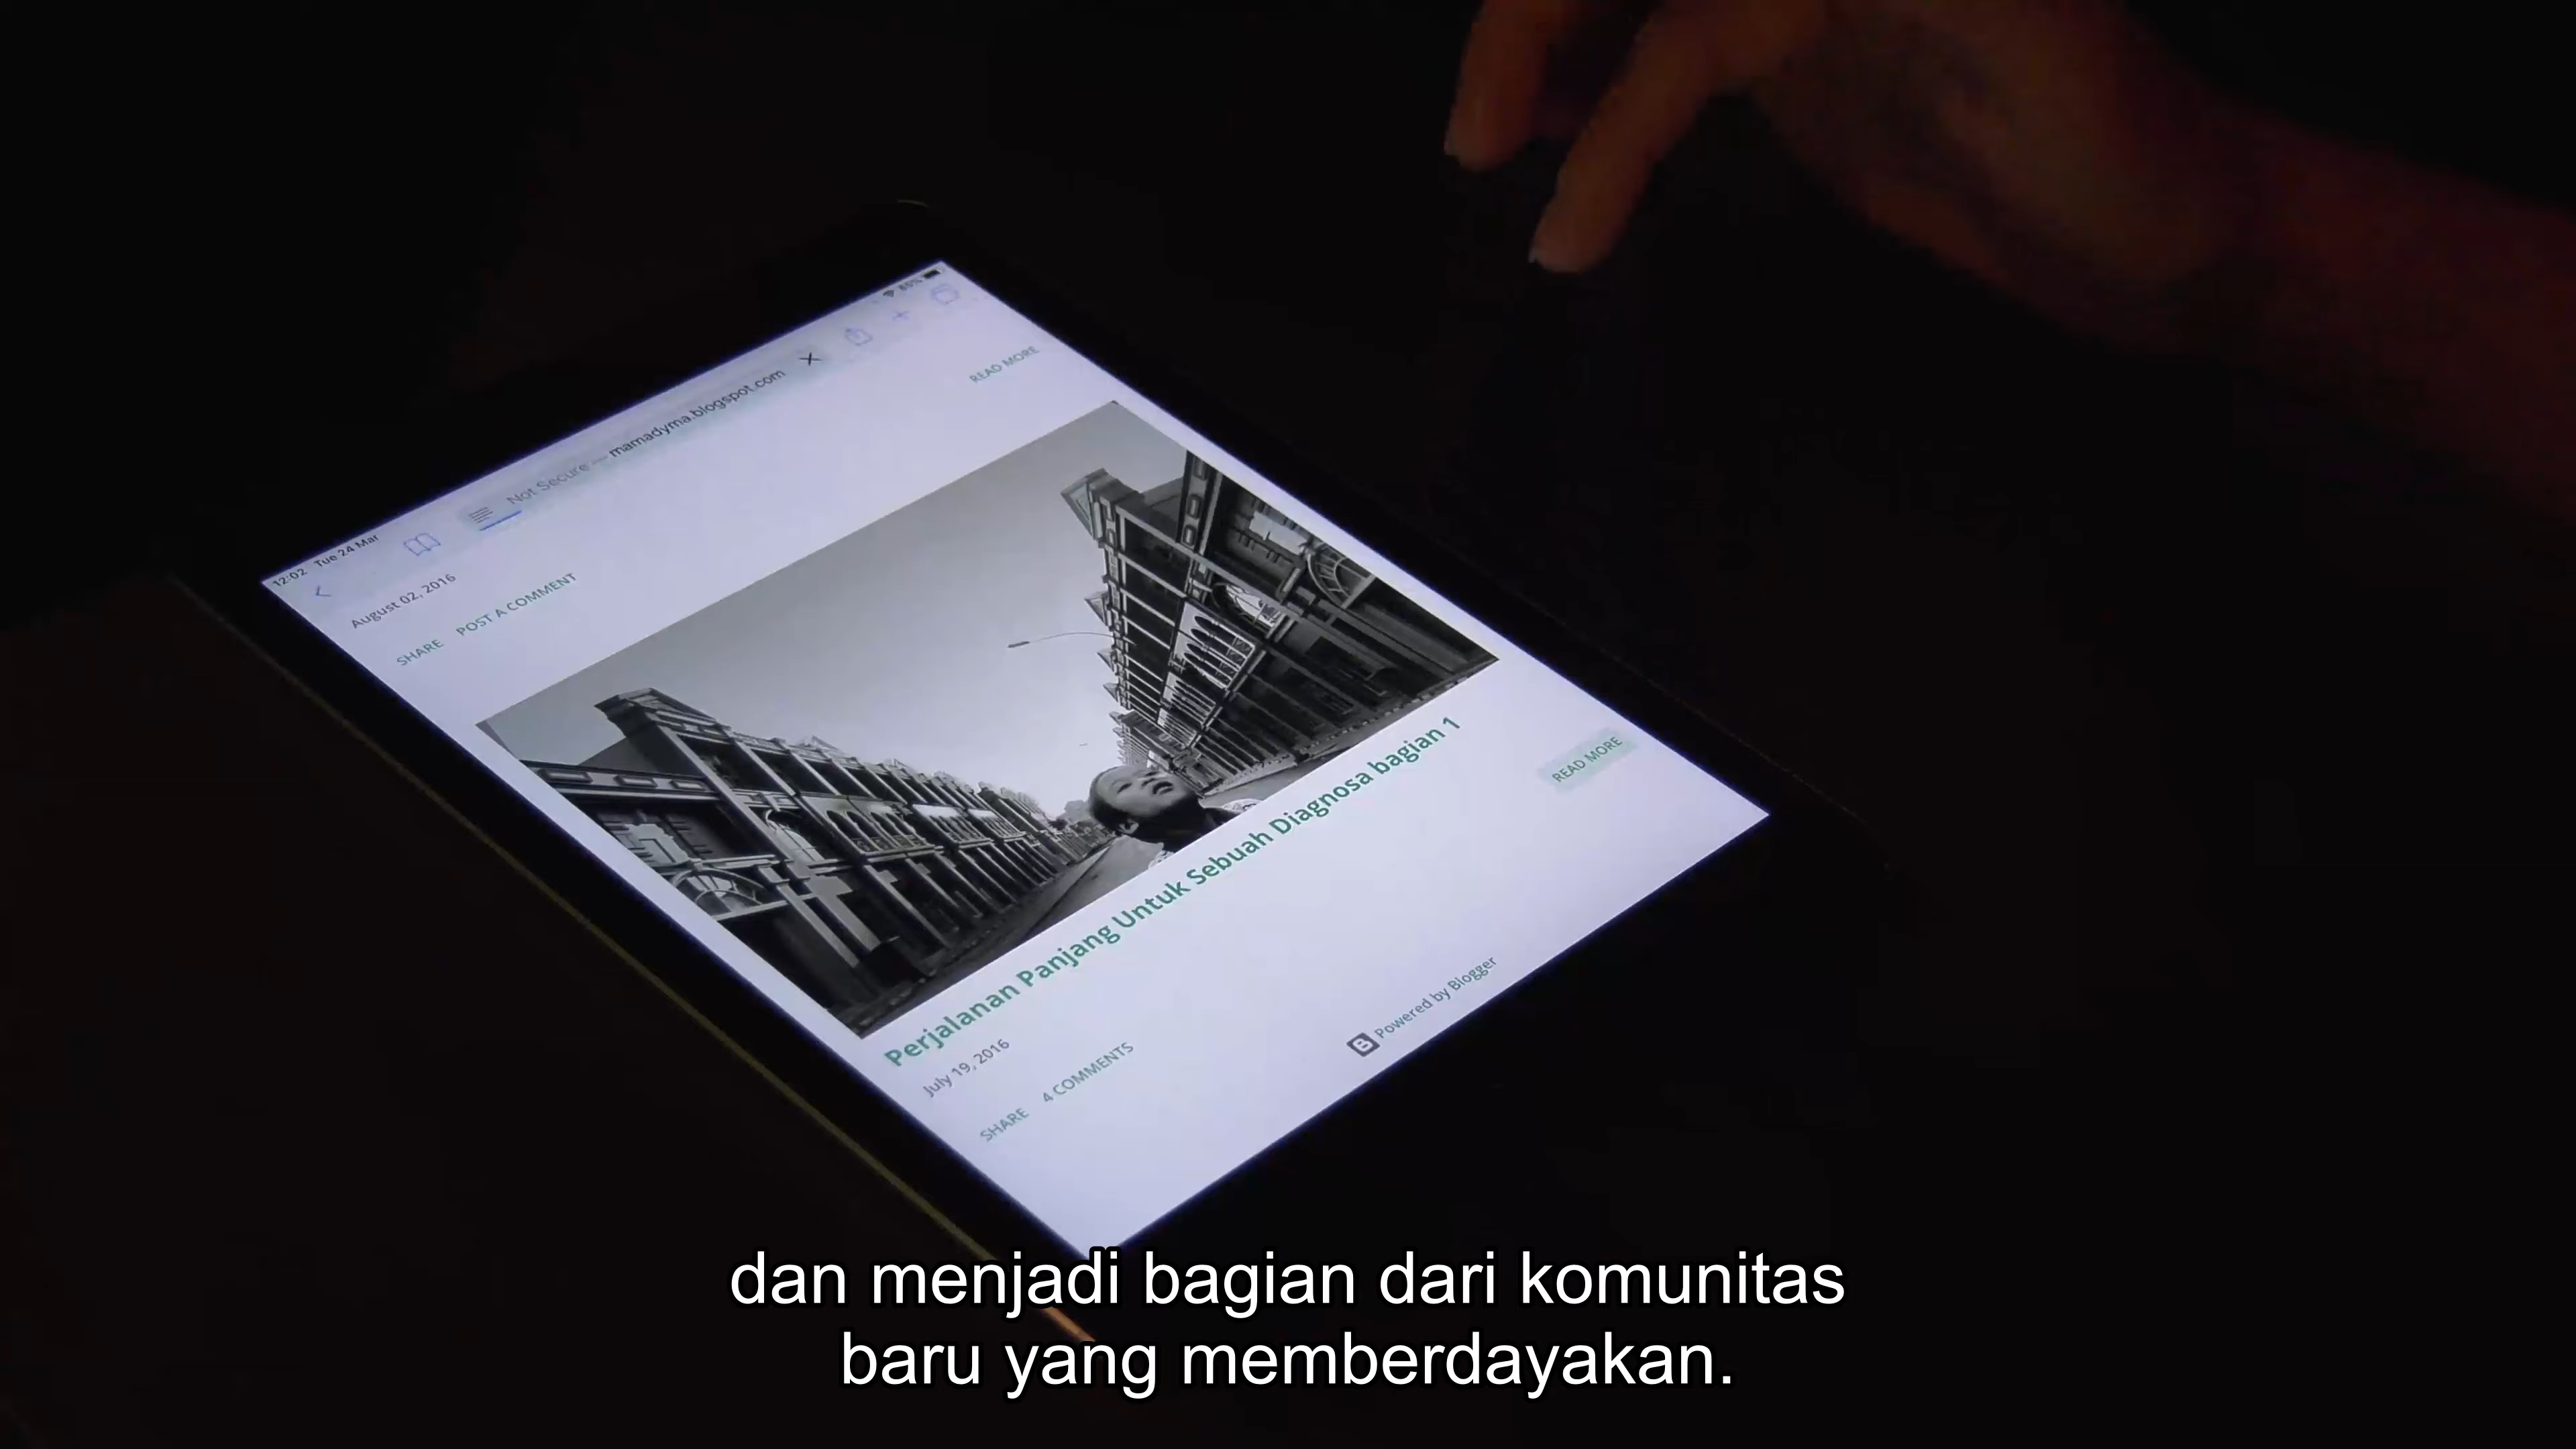 12:02 Tue 24 Mar
85%
Not Secure — mamadyma.blogspot.com
READ MORE
August 02, 2016
SHARE POST A COMMENT
Perjalanan Panjang Untuk Sebuah Diagnosa bagian 1
July 19, 2016
SHARE 4 COMMENTS
READ MORE
Powered by Blogger
dan menjadi bagian dari komunitas
baru yang memberdayakan.